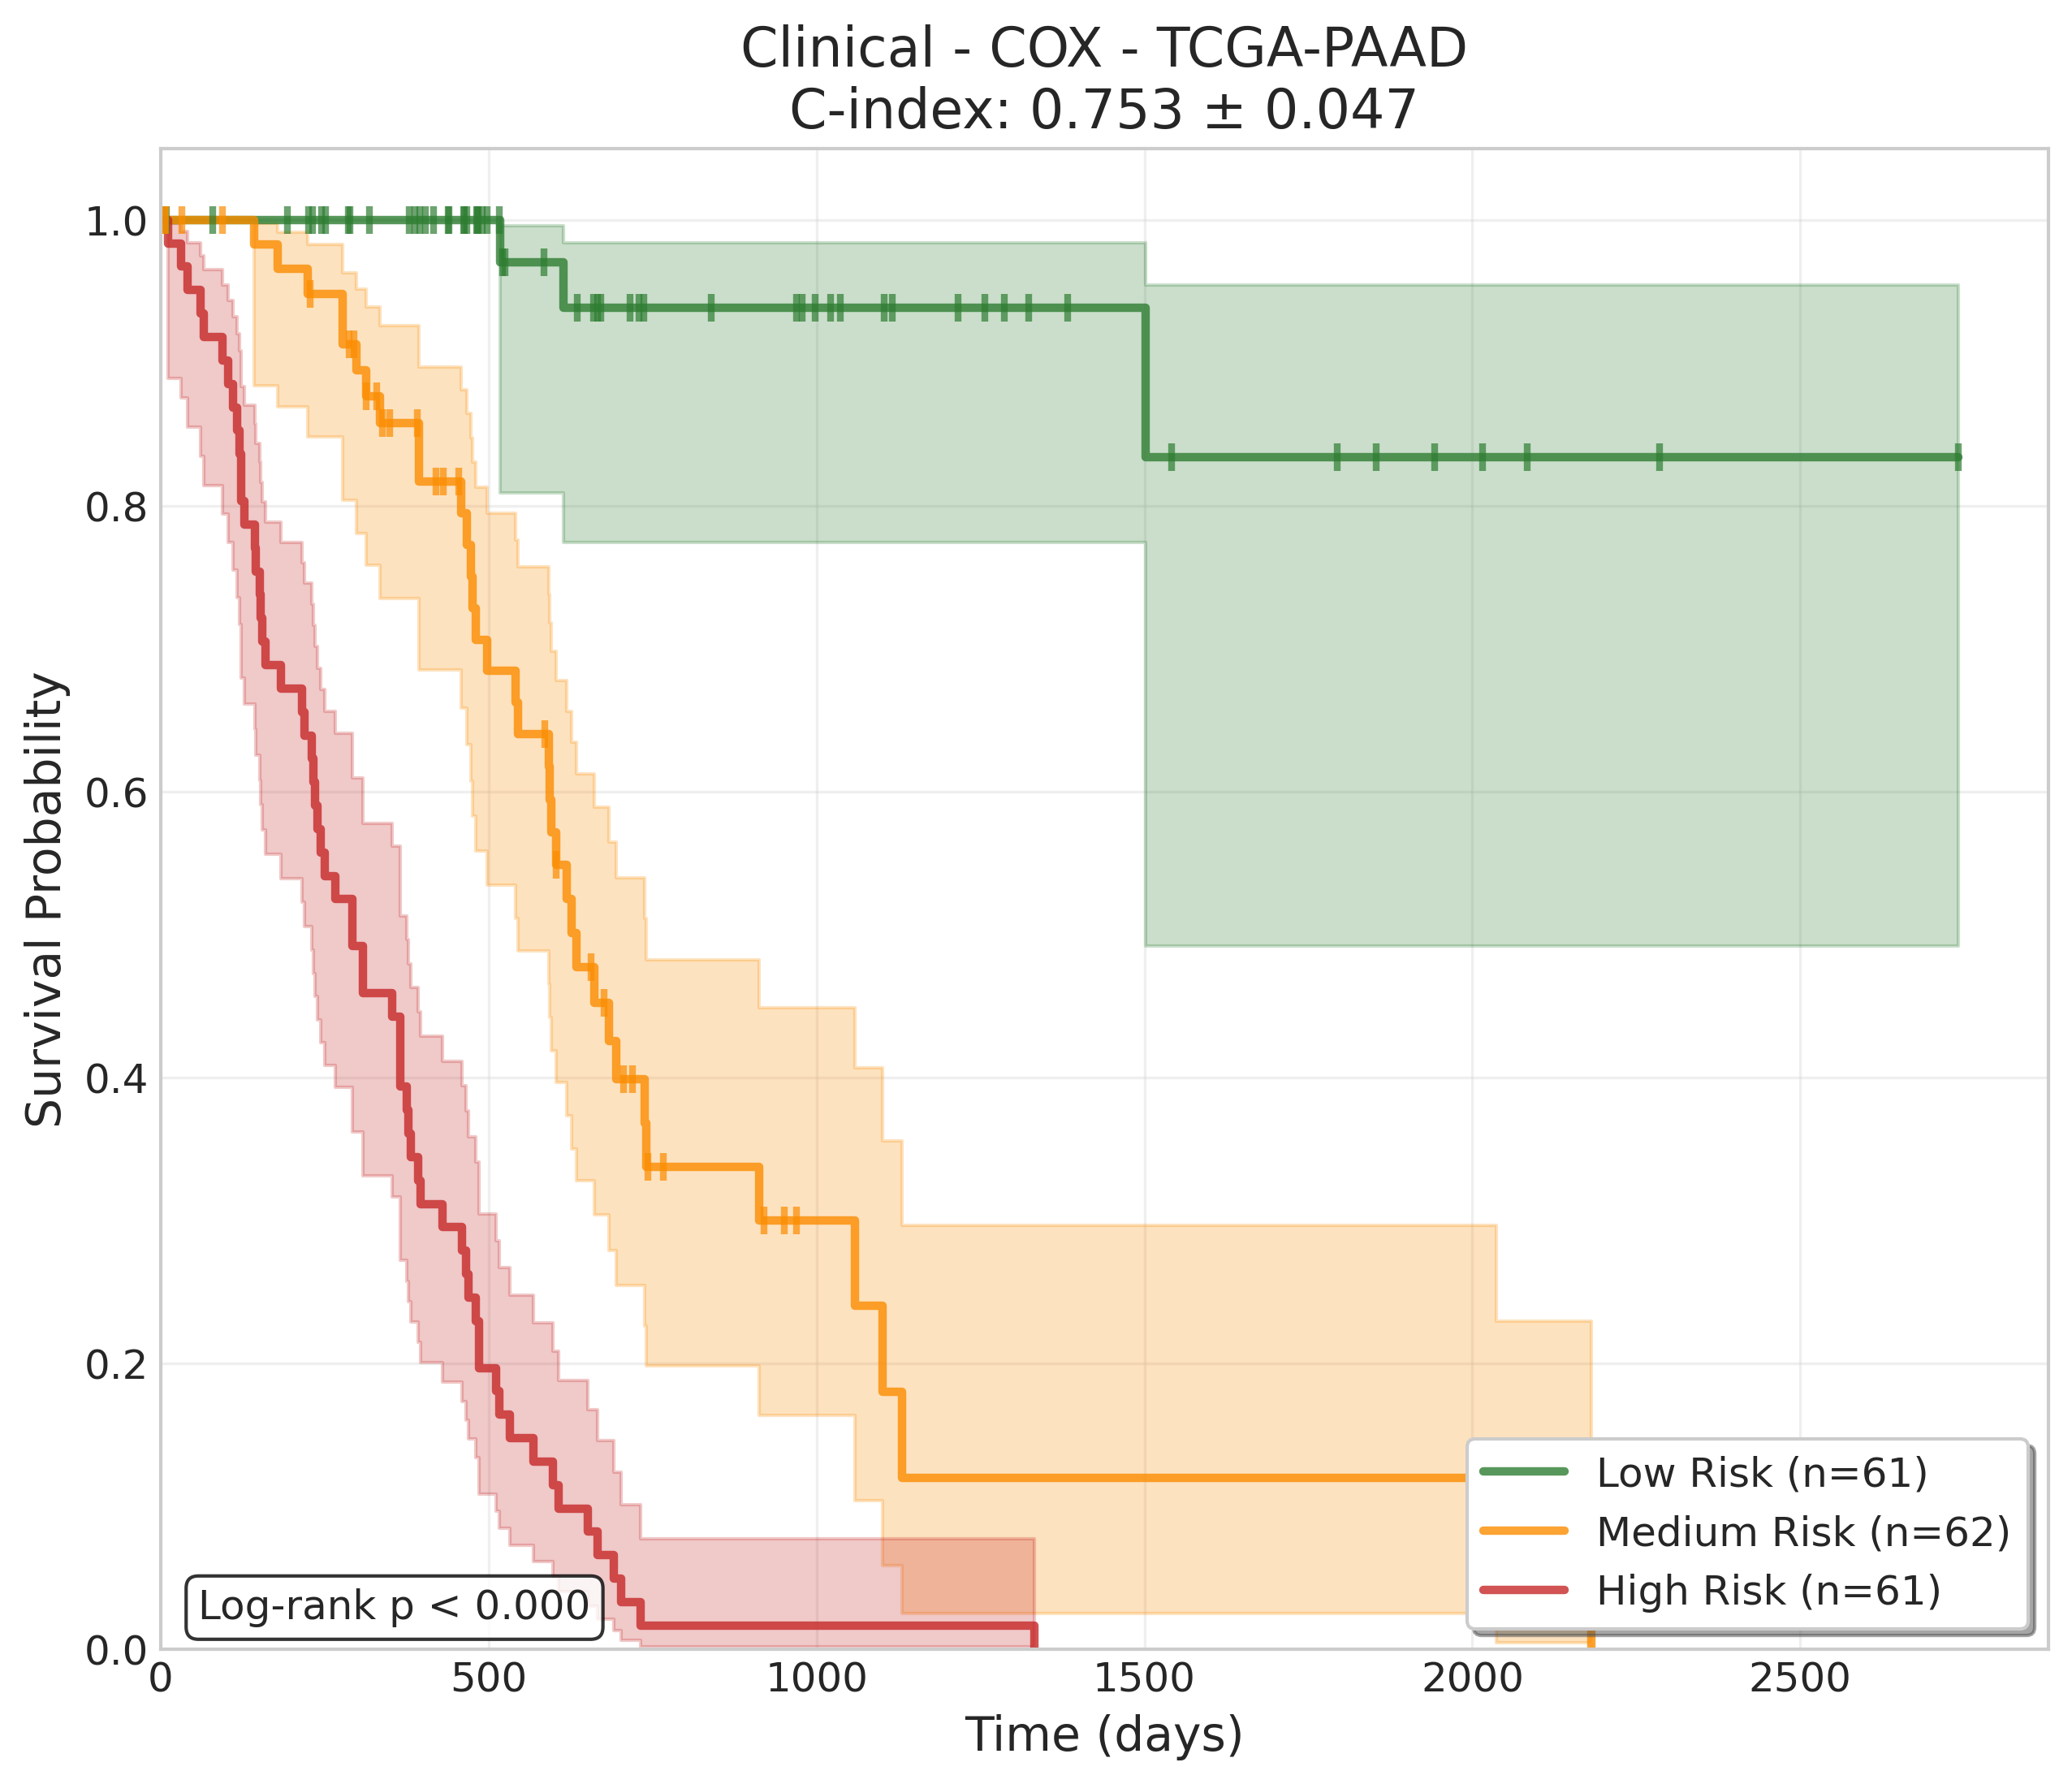 Clinical - COX - TCGA-PAAD
C-index: 0.753 ± 0.047
Survival Probability
1.0
0.8
0.6
0.4
0.2
0.0
0
500
1000
1500
2000
2500
Time (days)
Log-rank p < 0.000
Low Risk (n=61)
Medium Risk (n=62)
High Risk (n=61)